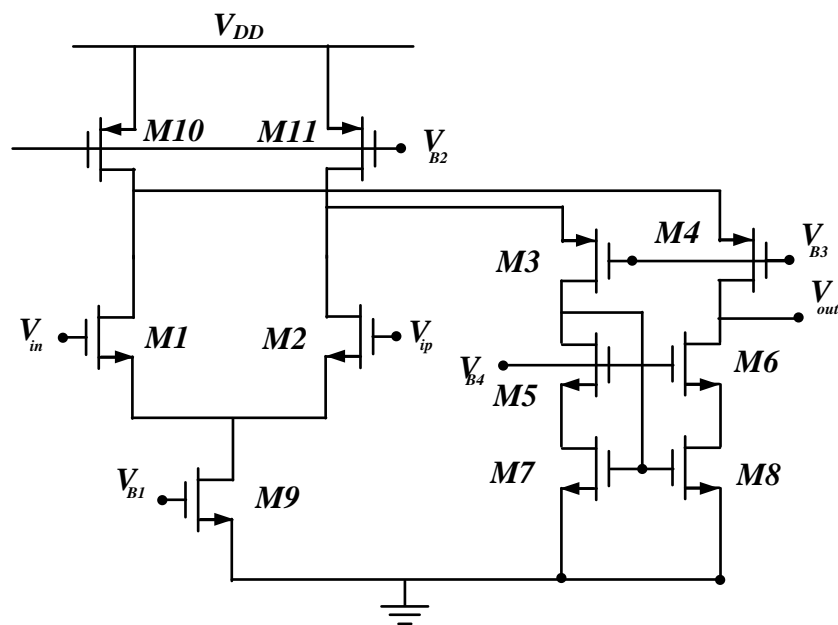 V_DD
M10
M11
V_B2
M3
M4
V_B3
V_out
V_in
M1
M2
V_ip
V_B4
M5
M6
M7
M8
V_B1
M9